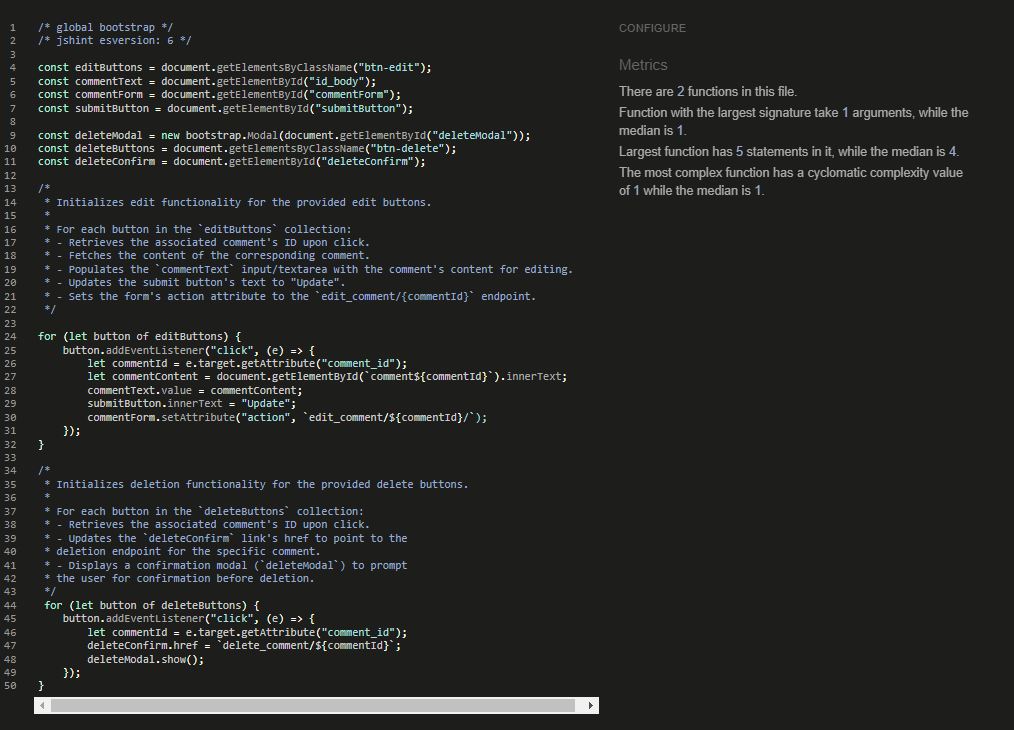 1 /* global bootstrap */
2 /* jshint esversion: 6 */
3
4 const editButtons = document.getElementsByClassName("btn-edit");
5 const commentText = document.getElementById("id_body");
6 const commentForm = document.getElementById("commentForm");
7 const submitButton = document.getElementById("submitButton");
8
9 const deleteModal = new bootstrap.Modal(document.getElementById("deleteModal"));
10 const deleteButtons = document.getElementsByClassName("btn-delete");
11 const deleteConfirm = document.getElementById("deleteConfirm");
12
13 /*
14  * Initializes edit functionality for the provided edit buttons.
15  *
16  * For each button in the `editButtons` collection:
17  * - Retrieves the associated comment's ID upon click.
18  * - Fetches the content of the corresponding comment.
19  * - Populates the `commentText` input/textarea with the comment's content for editing.
20  * - Updates the submit button's text to "Update".
21  * - Sets the form's action attribute to the `edit_comment/{commentId}` endpoint.
22  */
23
24 for (let button of editButtons) {
25     button.addEventListener("click", (e) => {
26         let commentId = e.target.getAttribute("comment_id");
27         let commentContent = document.getElementById(`comment${commentId}`).innerText;
28         commentText.value = commentContent;
29         submitButton.innerText = "Update";
30         commentForm.setAttribute("action", `edit_comment/${commentId}/`);
31     });
32 }
33
34 /*
35  * Initializes deletion functionality for the provided delete buttons.
36  *
37  * For each button in the `deleteButtons` collection:
38  * - Retrieves the associated comment's ID upon click.
39  * - Updates the `deleteConfirm` link's href to point to the
40  * deletion endpoint for the specific comment.
41  * - Displays a confirmation modal (`deleteModal`) to prompt
42  * the user for confirmation before deletion.
43  */
44  for (let button of deleteButtons) {
45     button.addEventListener("click", (e) => {
46         let commentId = e.target.getAttribute("comment_id");
47         deleteConfirm.href = `delete_comment/${commentId}`;
48         deleteModal.show();
49     });
50 }
CONFIGURE
Metrics
There are 2 functions in this file.
Function with the largest signature take 1 arguments, while the
median is 1.
Largest function has 5 statements in it, while the median is 4.
The most complex function has a cyclomatic complexity value
of 1 while the median is 1.